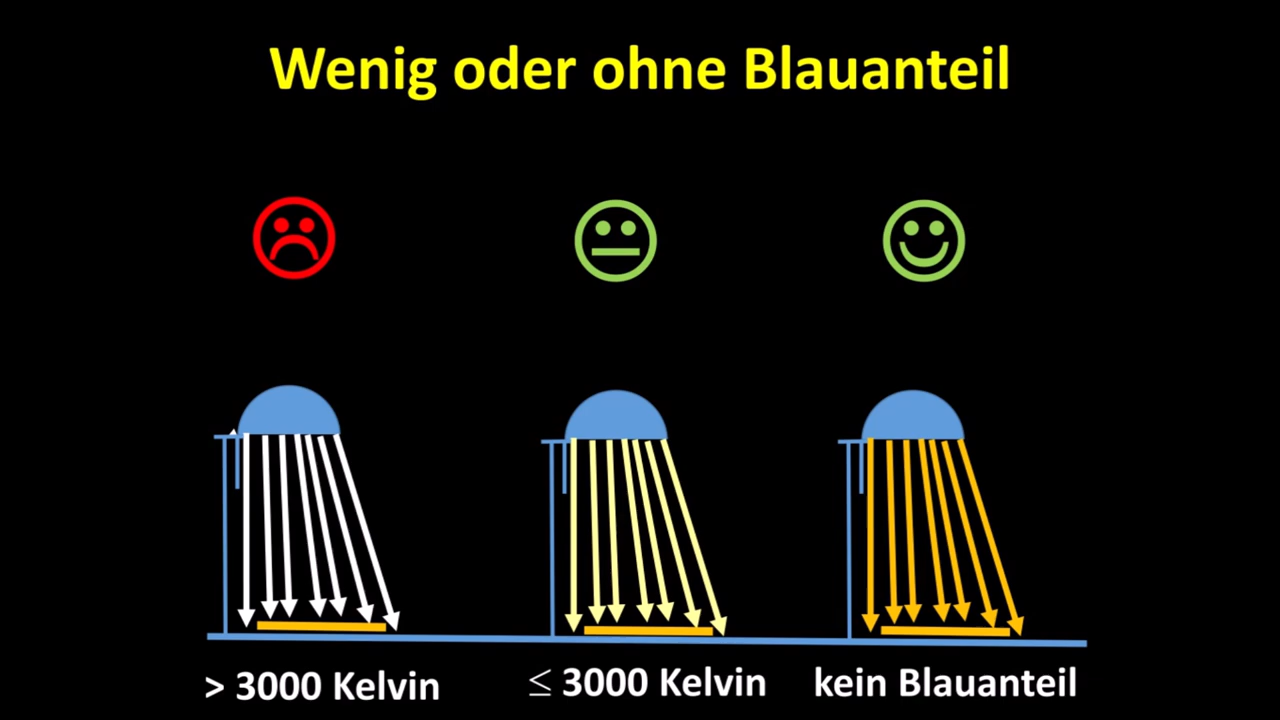 Wenig oder ohne Blauanteil
> 3000 Kelvin
≤ 3000 Kelvin
kein Blauanteil